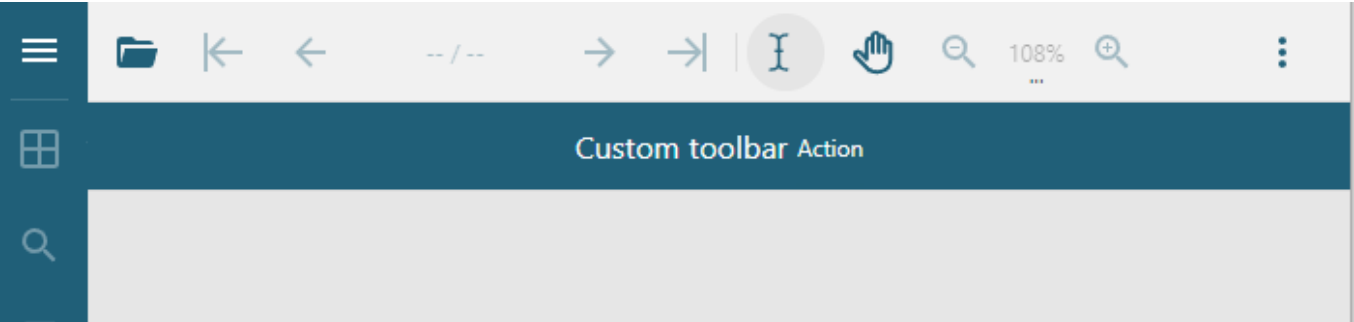 -- / --
108%
...
Custom toolbar Action